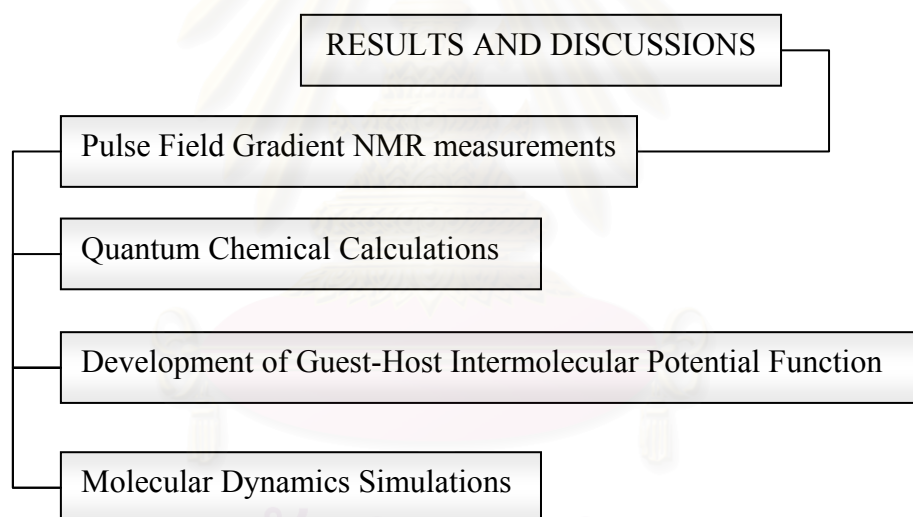 RESULTS AND DISCUSSIONS
Pulse Field Gradient NMR measurements
Quantum Chemical Calculations
Development of Guest-Host Intermolecular Potential Function
Molecular Dynamics Simulations